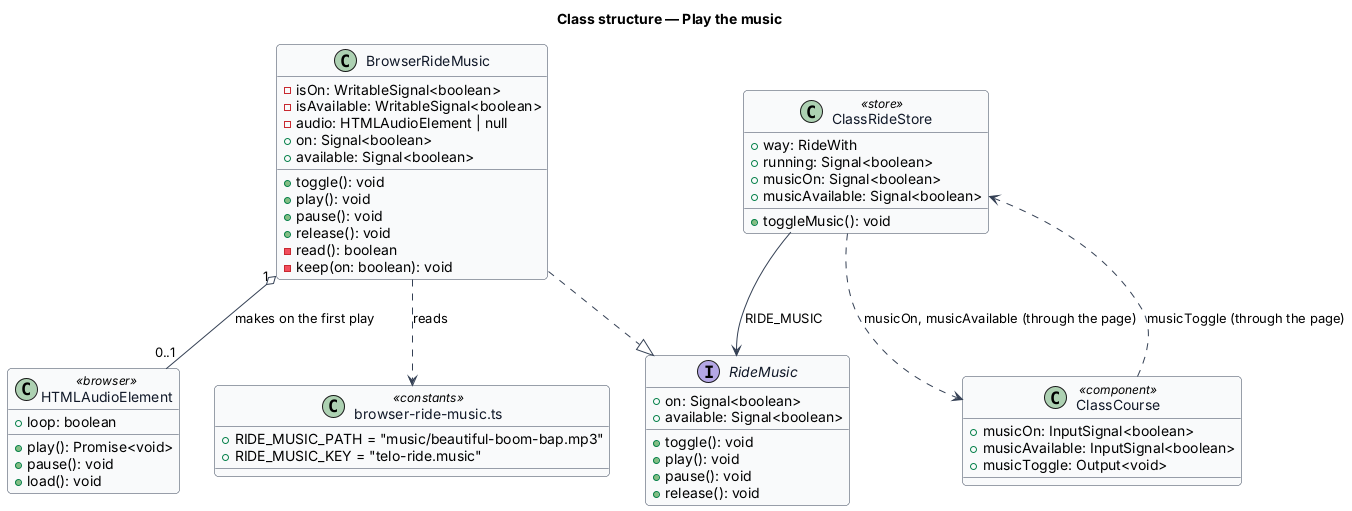 Class structure — Play the music
C BrowserRideMusic
isOn: WritableSignal<boolean>
isAvailable: WritableSignal<boolean>
audio: HTMLAudioElement | null
on: Signal<boolean>
available: Signal<boolean>
toggle(): void
play(): void
pause(): void
release(): void
read(): boolean
keep(on: boolean): void
C «store»
ClassRideStore
way: RideWith
running: Signal<boolean>
musicOn: Signal<boolean>
musicAvailable: Signal<boolean>
toggleMusic(): void
1
makes on the first play
reads
RIDE_MUSIC
musicOn, musicAvailable (through the page)
musicToggle (through the page)
0..1
C «browser»
HTMLAudioElement
loop: boolean
play(): Promise<void>
pause(): void
load(): void
C «constants»
browser-ride-music.ts
RIDE_MUSIC_PATH = "music/beautiful-boom-bap.mp3"
RIDE_MUSIC_KEY = "telo-ride.music"
I RideMusic
on: Signal<boolean>
available: Signal<boolean>
toggle(): void
play(): void
pause(): void
release(): void
C «component»
ClassCourse
musicOn: InputSignal<boolean>
musicAvailable: InputSignal<boolean>
musicToggle: Output<void>